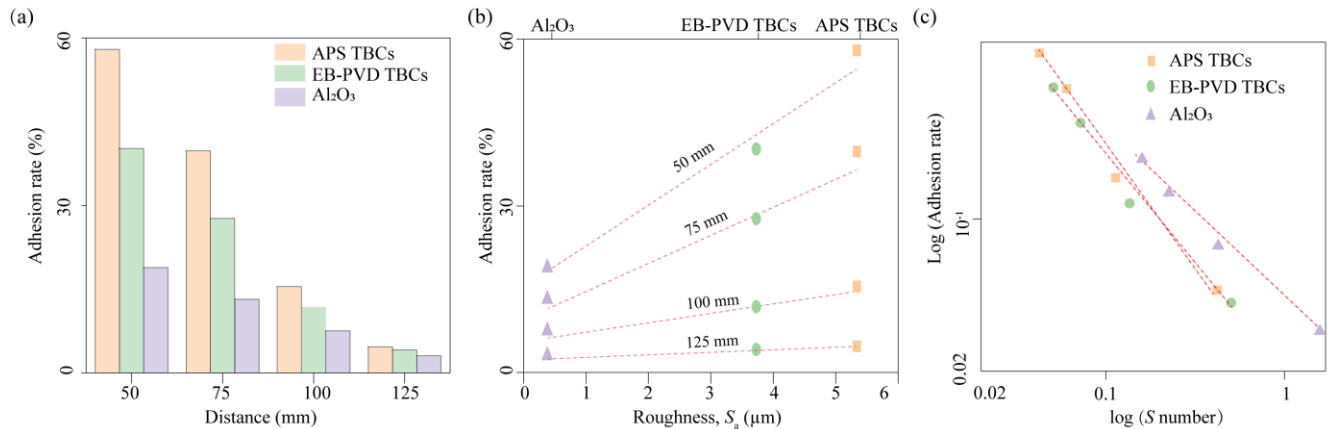 (a)
60
30
0
Adhesion rate (%)
APS TBCs
EB-PVD TBCs
Al₂O₃
50
75
100
125
Distance (mm)
(b)
Al₂O₃
EB-PVD TBCs
APS TBCs
60
30
0
Adhesion rate (%)
50 mm
75 mm
100 mm
125 mm
0
1
2
3
4
5
6
Roughness, Sₐ (μm)
(c)
APS TBCs
EB-PVD TBCs
Al₂O₃
Log (Adhesion rate)
10⁻¹
0.02
0.02
0.1
1
log (S number)